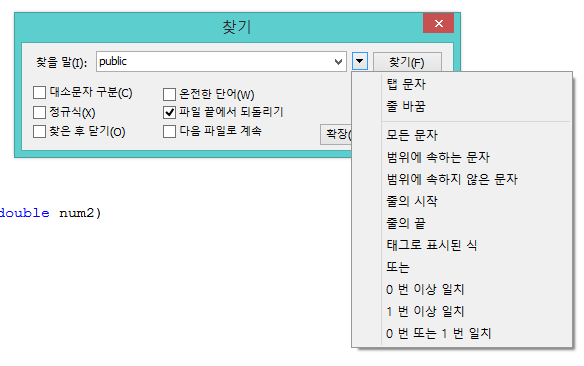 찾기
찾을 말(I): public 찾기(F)
대소문자 구분(C) 온전한 단어(W)
정규식(X) 파일 끝에서 되돌리기
찾은 후 닫기(O) 다음 파일로 계속 확장
탭 문자
줄 바꿈
모든 문자
범위에 속하는 문자
범위에 속하지 않은 문자
줄의 시작
줄의 끝
태그로 표시된 식
또는
0 번 이상 일치
1 번 이상 일치
0 번 또는 1 번 일치
double num2)